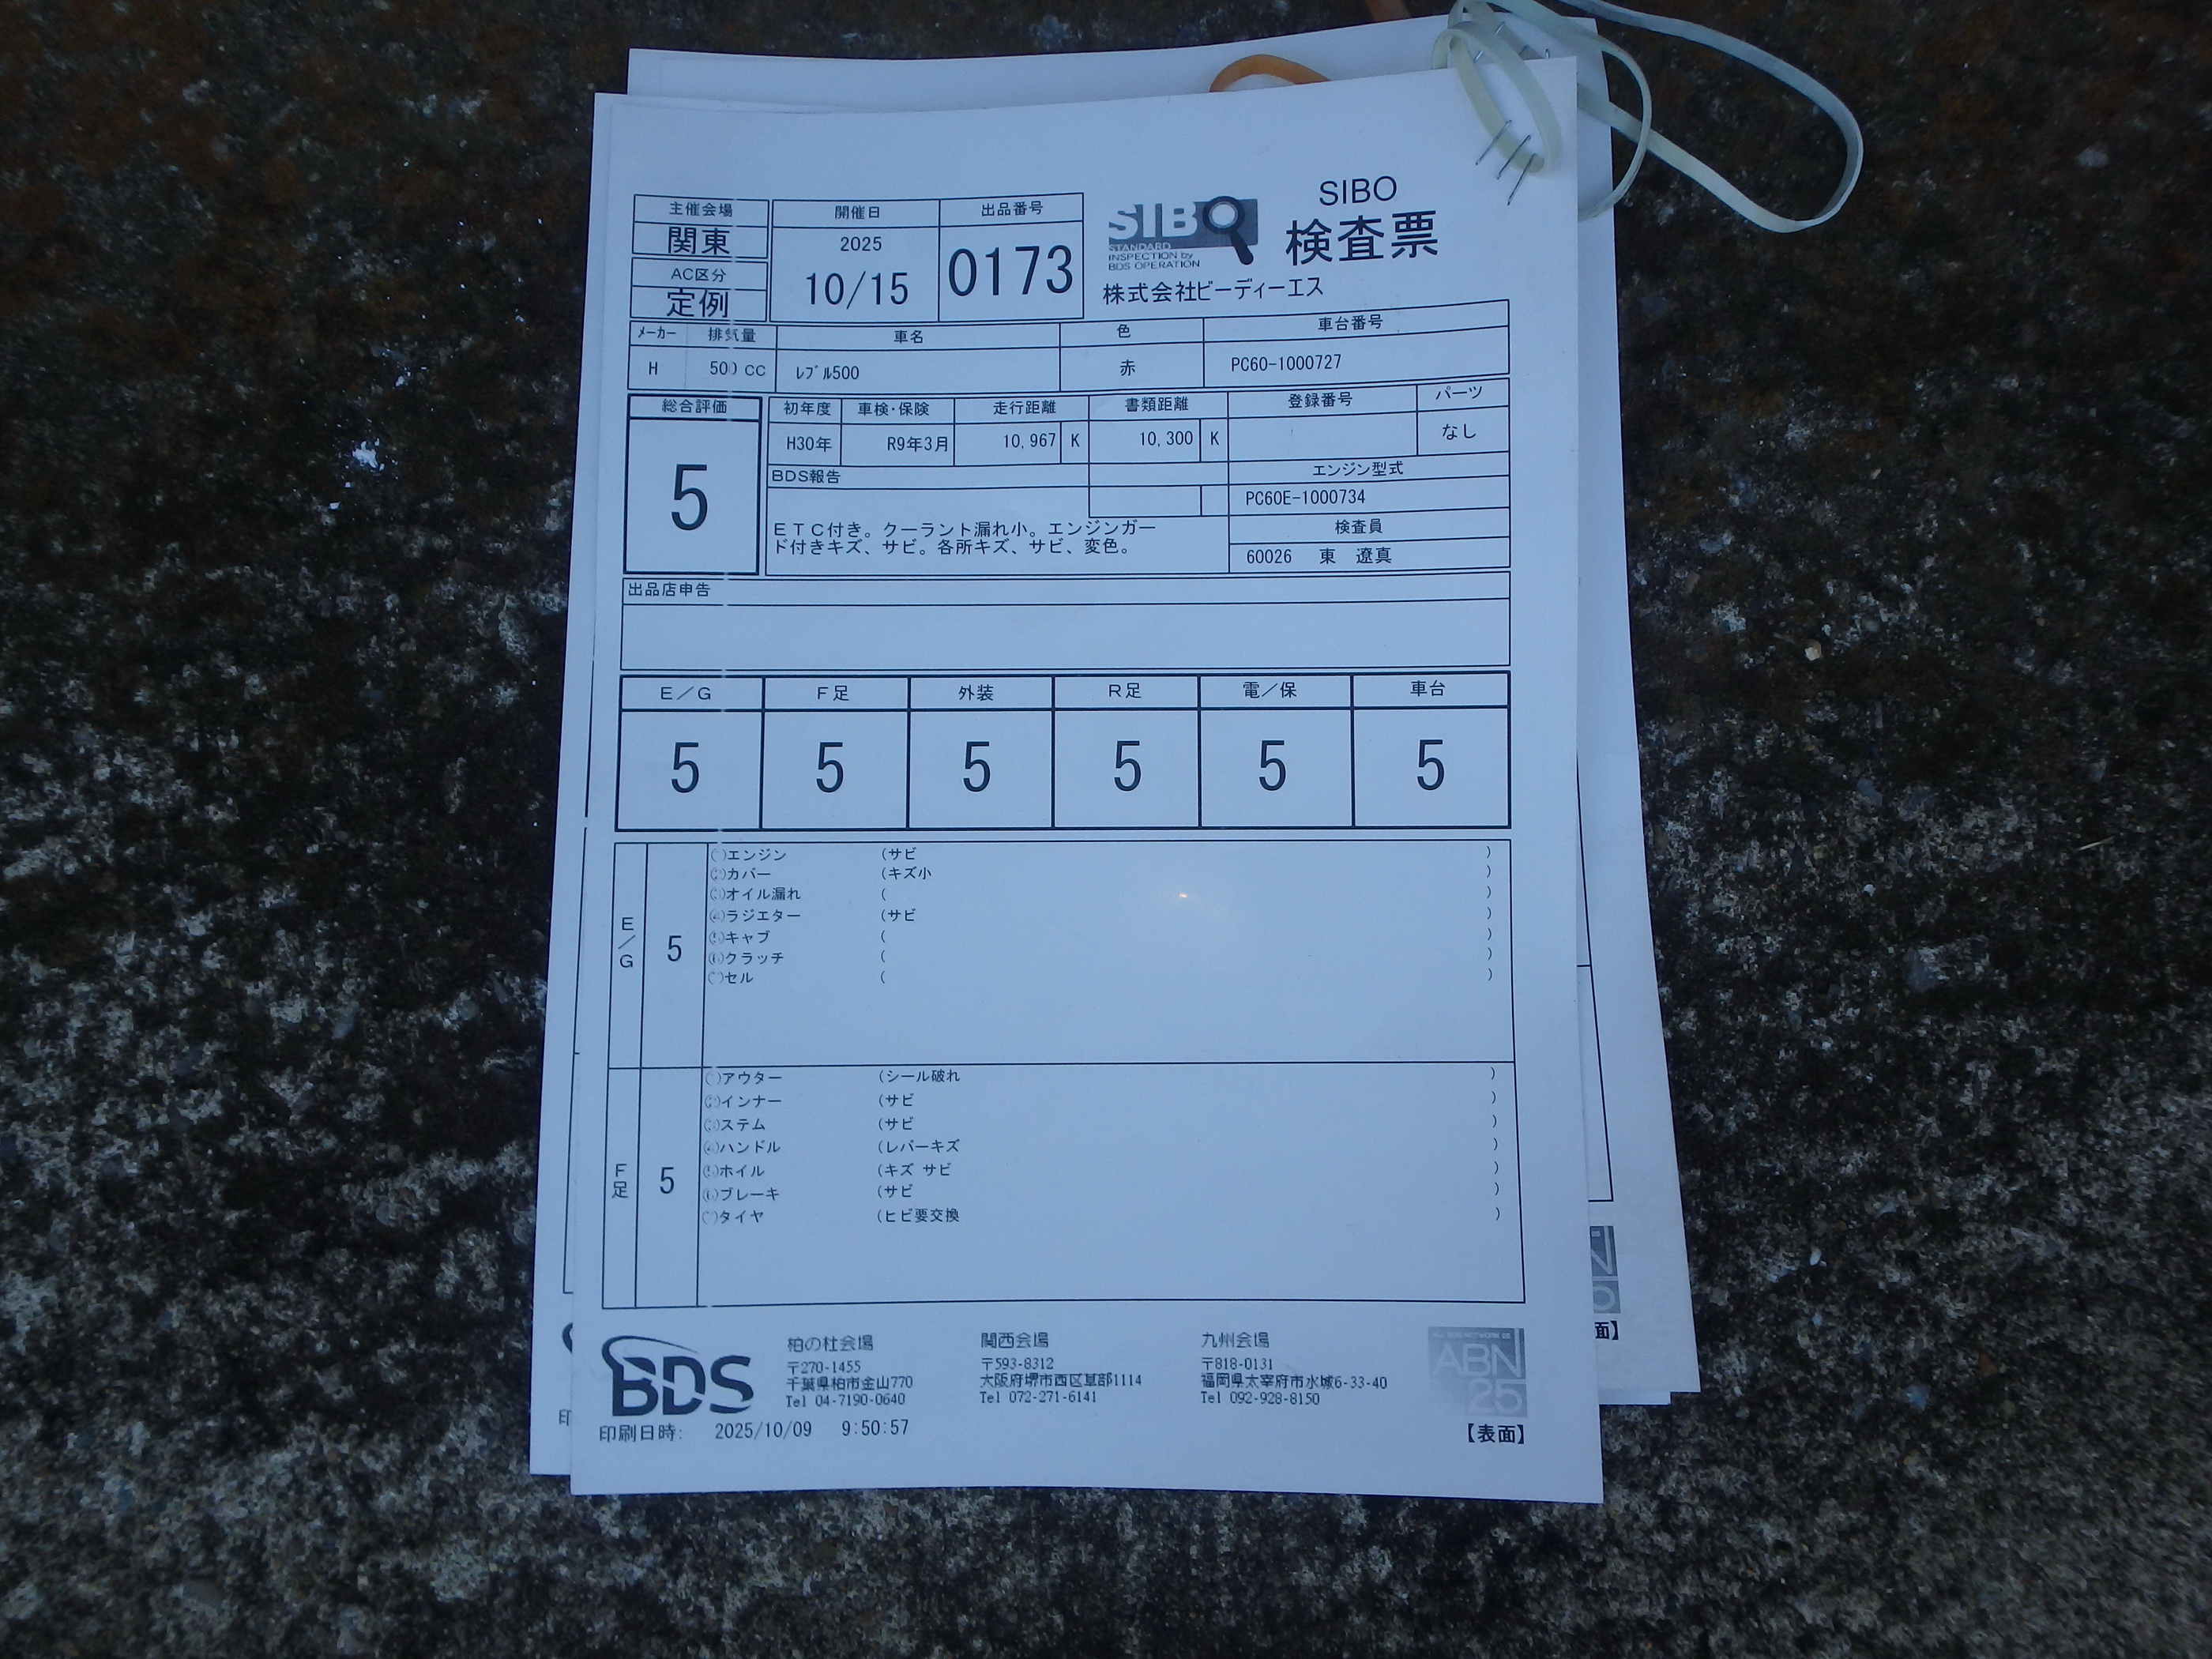 主催会場
関東
AC区分
定例
開催日
2025
10/15
出品番号
0173
SIBO
STANDARD
INSPECTION by
BDS OPERATION
SIBO
検査票
株式会社ビーディーエス
メーカー 排気量 車名 色 車台番号
H 500 CC ﾚﾌﾞﾙ500 赤 PC60-1000727
総合評価
5
初年度 車検・保険 走行距離 書類距離 登録番号 パーツ
H30年 R9年3月 10,967 K 10,300 K なし
BDS報告
エンジン型式
PC60E-1000734
ETC付き。クーラント漏れ小。エンジンガー
ド付きキズ、サビ。各所キズ、サビ、変色。
検査員
60026 東 遼真
出品店申告
E/G F足 外装 R足 電/保 車台
5 5 5 5 5 5
E/G
5
エンジン (サビ )
カバー (キズ小 )
オイル漏れ ( )
ラジエター (サビ )
キャブ ( )
クラッチ ( )
セル ( )
F足
5
アウター (シール破れ )
インナー (サビ )
ステム (サビ )
ハンドル (レバーキズ )
ホイル (キズ サビ )
ブレーキ (サビ )
タイヤ (ヒビ要交換 )
BDS
柏の杜会場
〒270-1455
千葉県柏市金山770
Tel 04-7190-0640
関西会場
〒593-8312
大阪府堺市西区草部1114
Tel 072-271-6141
九州会場
〒818-0131
福岡県太宰府市水城6-33-40
Tel 092-928-8150
ABN
25
印刷日時: 2025/10/09 9:50:57
【表面】
面】